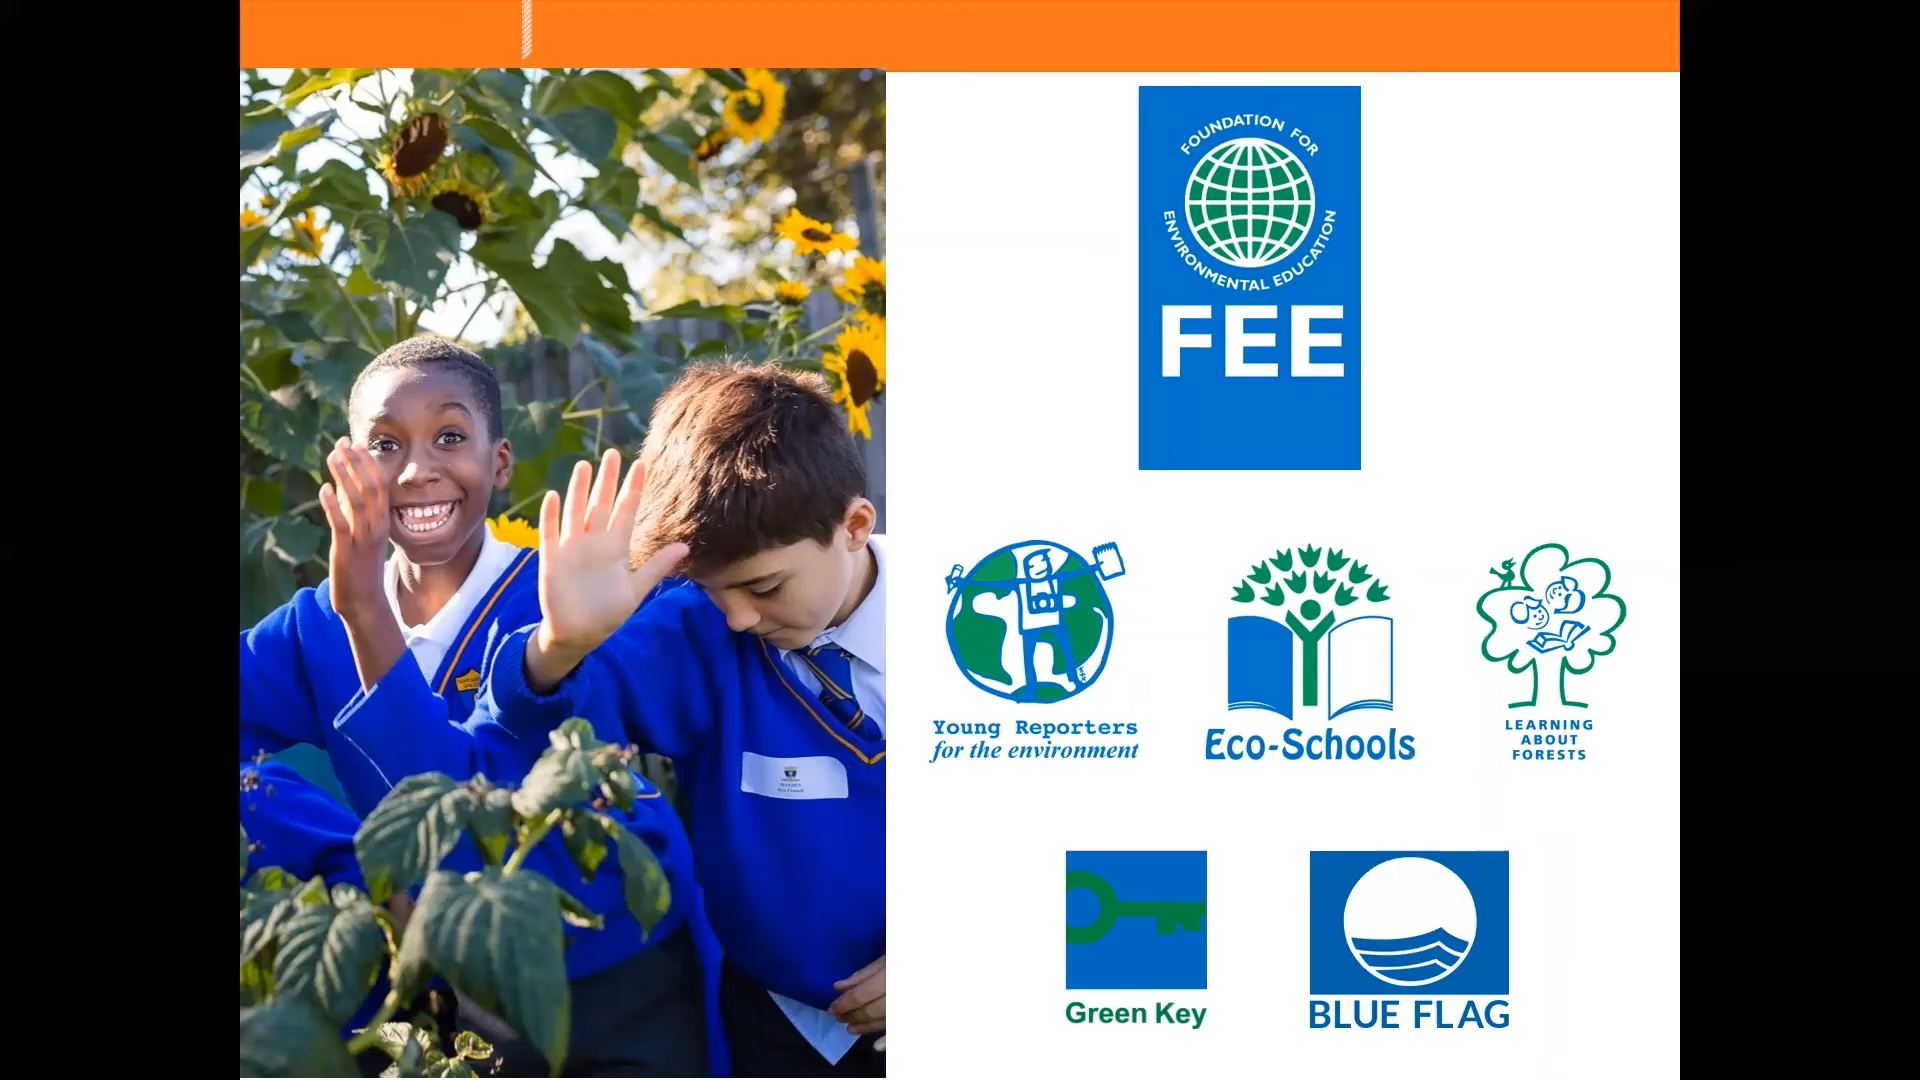 FOUNDATION FOR
ENVIRONMENTAL EDUCATION
FEE
Young Reporters
for the environment
Eco-Schools
LEARNING
ABOUT
FORESTS
Green Key
BLUE FLAG